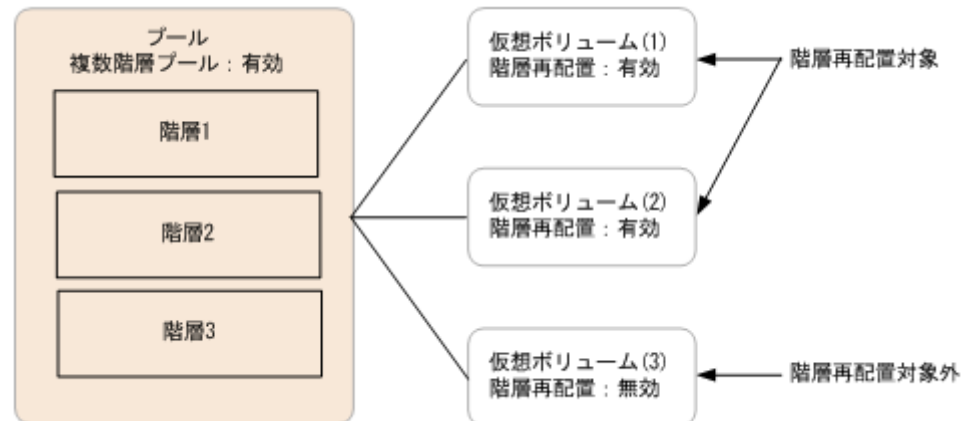 プール
複数階層プール：有効
階層1
階層2
階層3
仮想ボリューム(1)
階層再配置：有効
階層再配置対象
仮想ボリューム(2)
階層再配置：有効
仮想ボリューム(3)
階層再配置：無効
階層再配置対象外